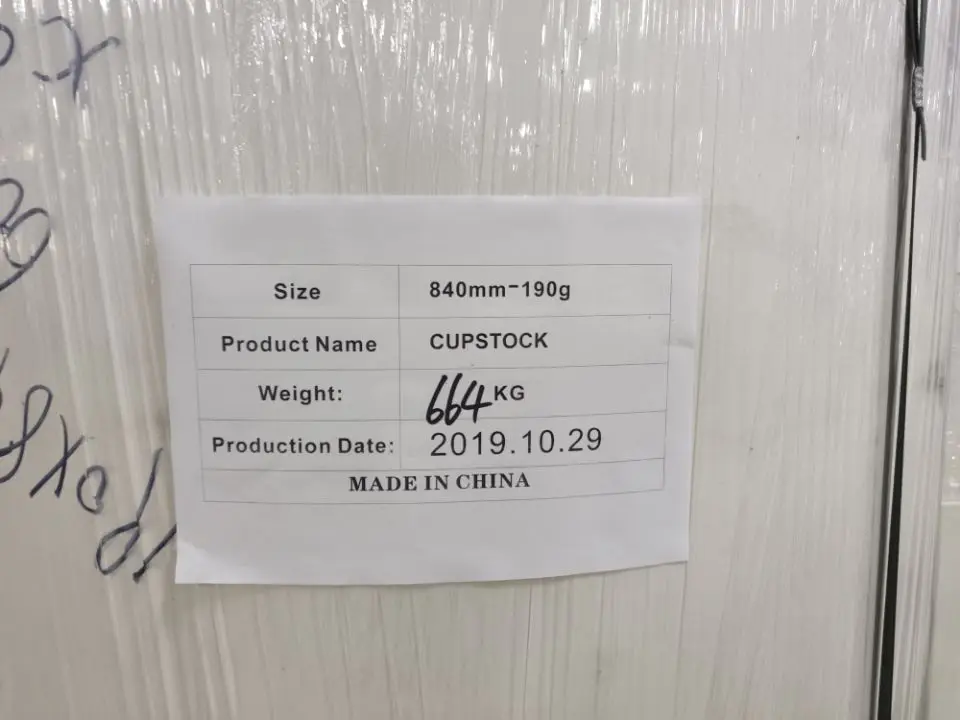 Size 840mm-190g
Product Name CUPSTOCK
Weight: 664KG
Production Date: 2019.10.29
MADE IN CHINA